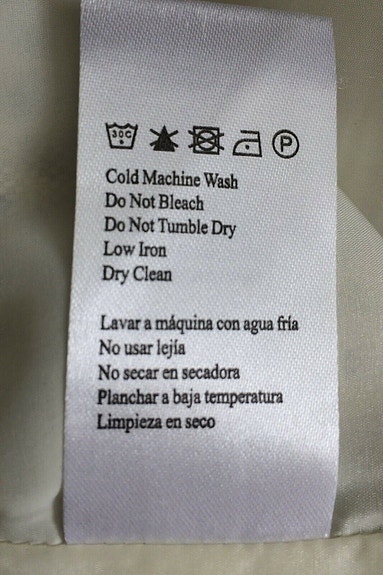 30C P
Cold Machine Wash
Do Not Bleach
Do Not Tumble Dry
Low Iron
Dry Clean
Lavar a máquina con agua fría
No usar lejía
No secar en secadora
Planchar a baja temperatura
Limpieza en seco